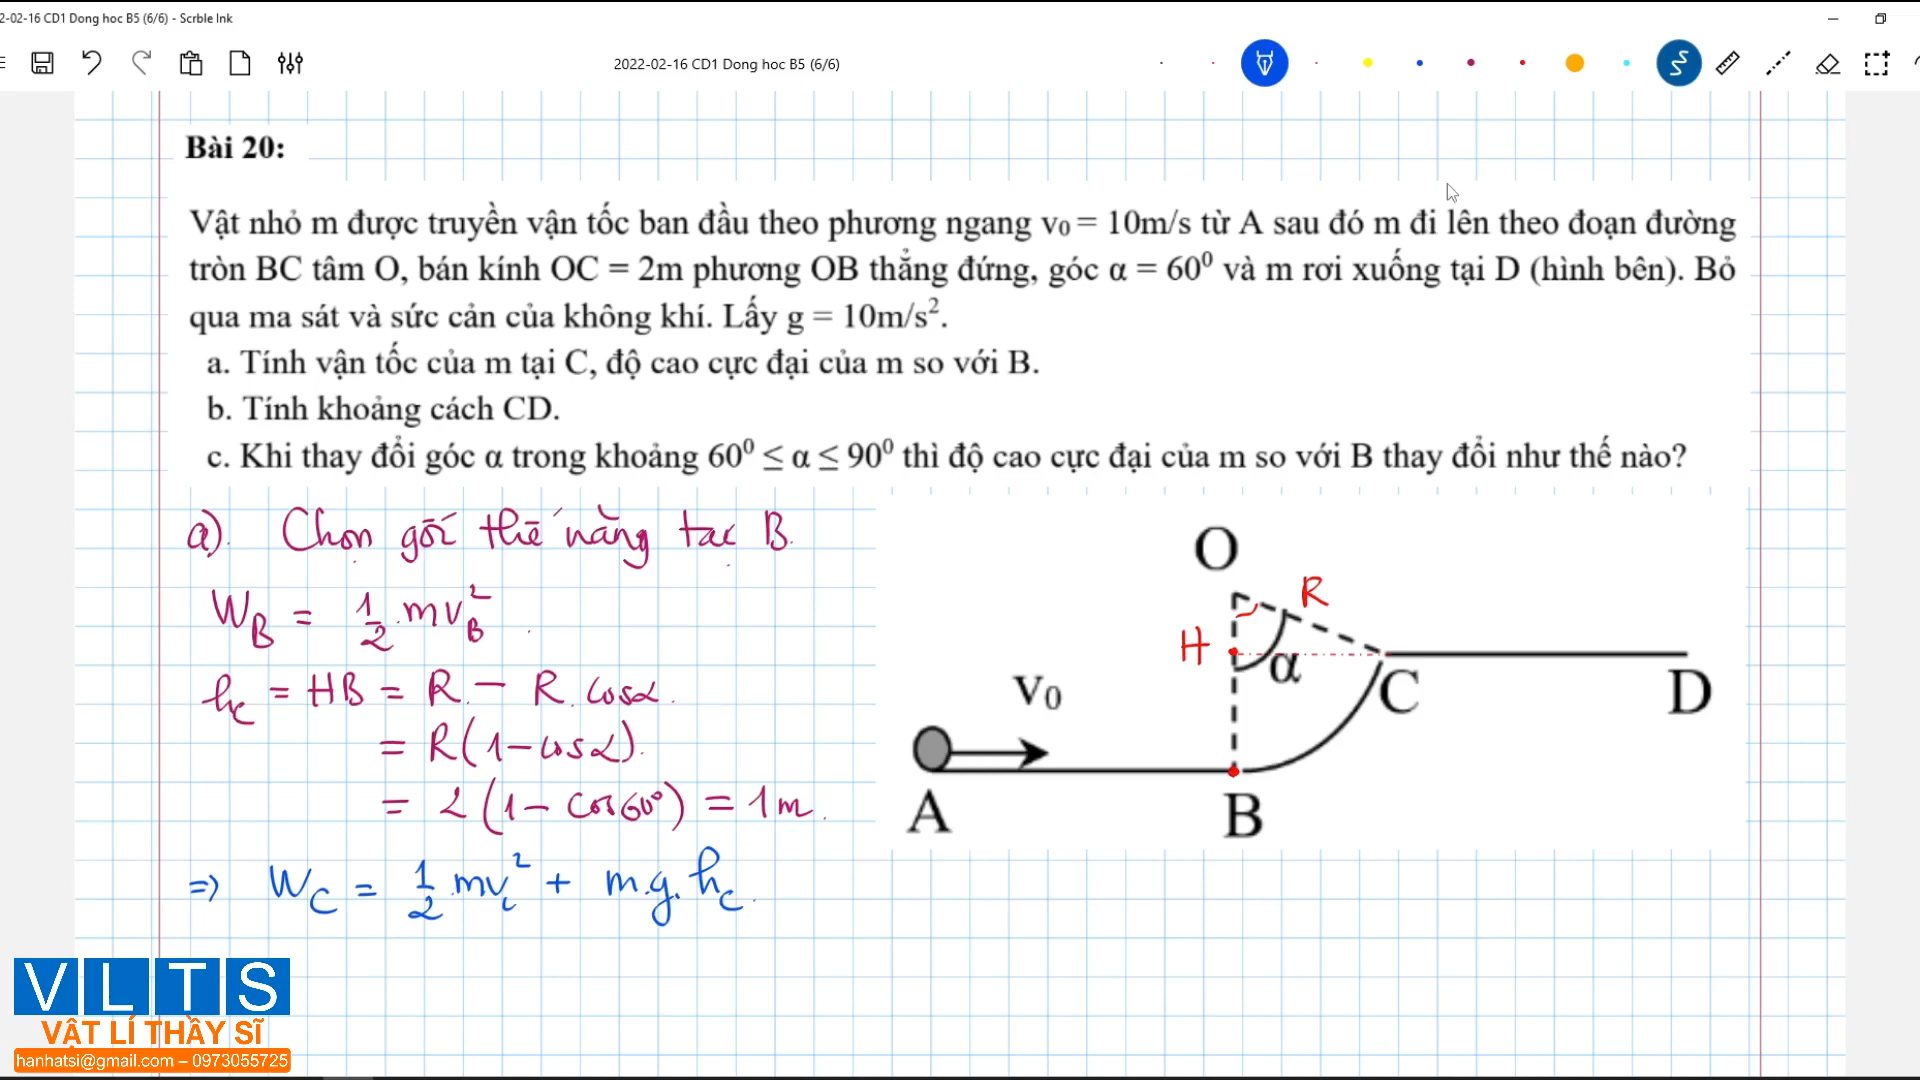 2-02-16 CD1 Dong hoc B5 (6/6) - Scrble Ink
2022-02-16 CD1 Dong hoc B5 (6/6)
Bài 20:
Vật nhỏ m được truyền vận tốc ban đầu theo phương ngang v₀ = 10m/s từ A sau đó m đi lên theo đoạn đường
tròn BC tâm O, bán kính OC = 2m phương OB thẳng đứng, góc α = 60⁰ và m rơi xuống tại D (hình bên). Bỏ
qua ma sát và sức cản của không khí. Lấy g = 10m/s².
a. Tính vận tốc của m tại C, độ cao cực đại của m so với B.
b. Tính khoảng cách CD.
c. Khi thay đổi góc α trong khoảng 60⁰ ≤ α ≤ 90⁰ thì độ cao cực đại của m so với B thay đổi như thế nào?
a). Chọn gốc thế năng tại B.
W_B = 1/2 .mv_B²
h_C = HB = R - R.cosα.
= R(1-cosα).
= 2(1-cos60°) = 1m.
=> W_C = 1/2 .mv_C² + m.g.h_C.
O
R
H
α
C
D
V₀
A
B
VLTS
VẬT LÍ THẦY SĨ
hanhatsi@gmail.com – 0973055725